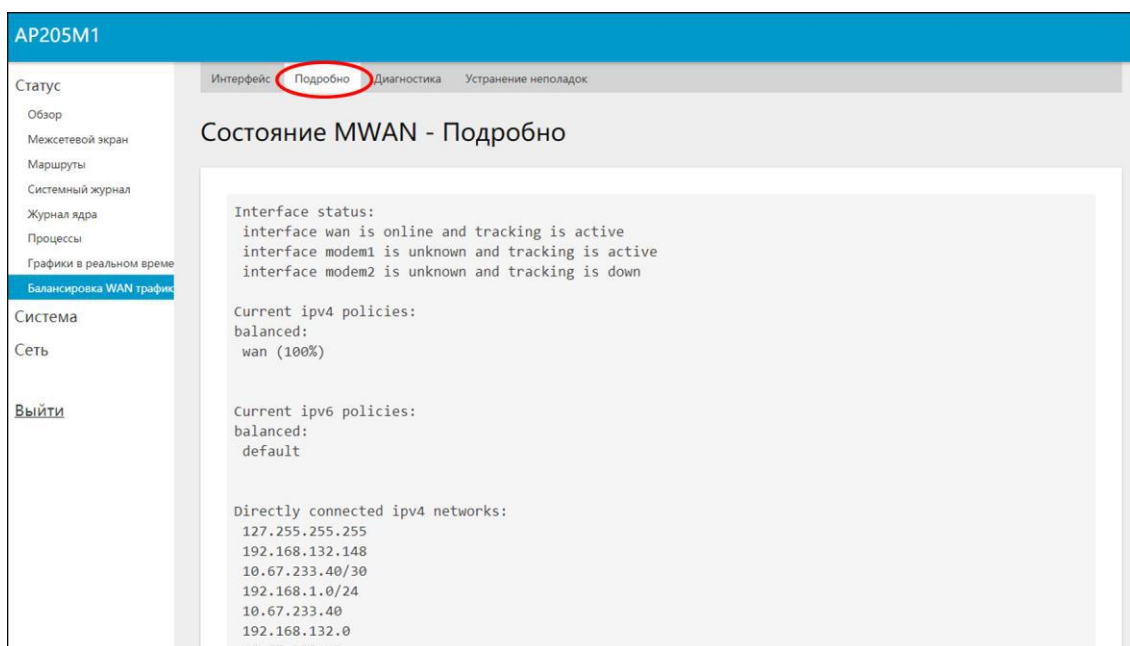 AP205M1
Статус
Обзор
Межсетевой экран
Маршруты
Системный журнал
Журнал ядра
Процессы
Графики в реальном време
Балансировка WAN трафик
Система
Сеть
Выйти
Интерфейс Подробно Диагностика Устранение неполадок
Состояние MWAN - Подробно
Interface status:
interface wan is online and tracking is active
interface modem1 is unknown and tracking is active
interface modem2 is unknown and tracking is down
Current ipv4 policies:
balanced:
wan (100%)
Current ipv6 policies:
balanced:
default
Directly connected ipv4 networks:
127.255.255.255
192.168.132.148
10.67.233.40/30
192.168.1.0/24
10.67.233.40
192.168.132.0